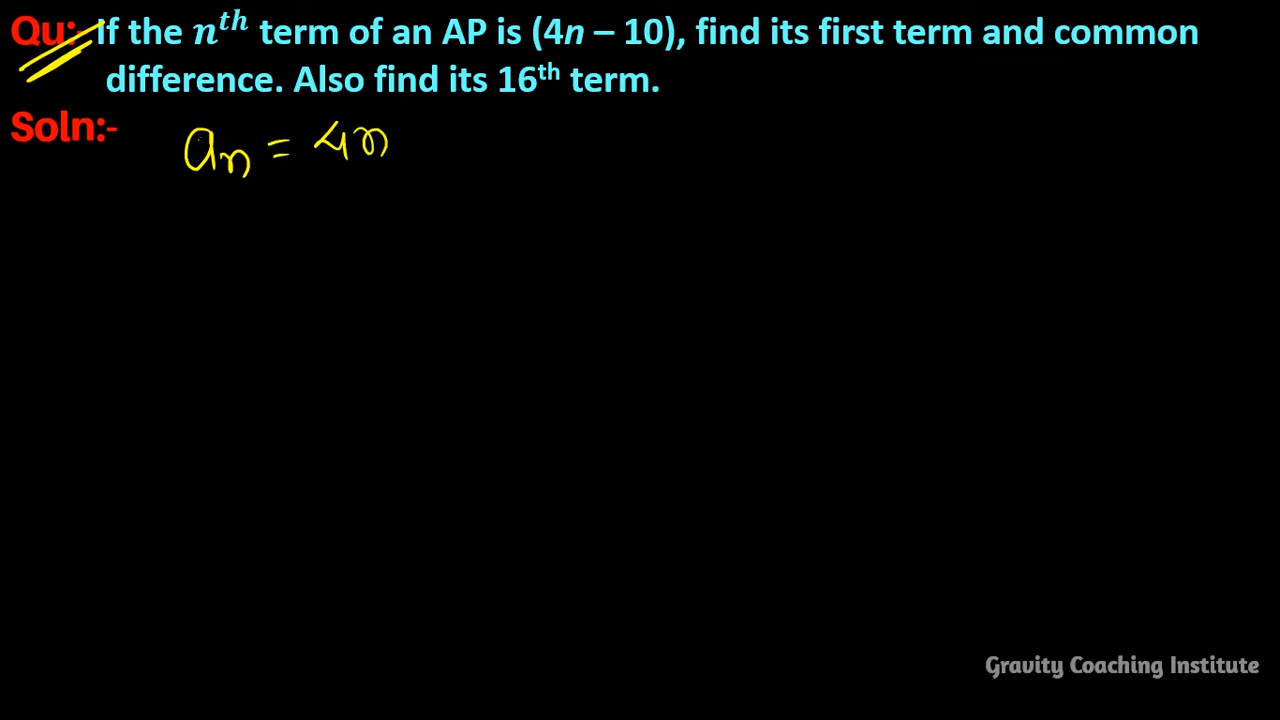 Qu:- If the nᵗʰ term of an AP is (4n – 10), find its first term and common
difference. Also find its 16ᵗʰ term.
Soln:-
aₙ = 4n
Gravity Coaching Institute